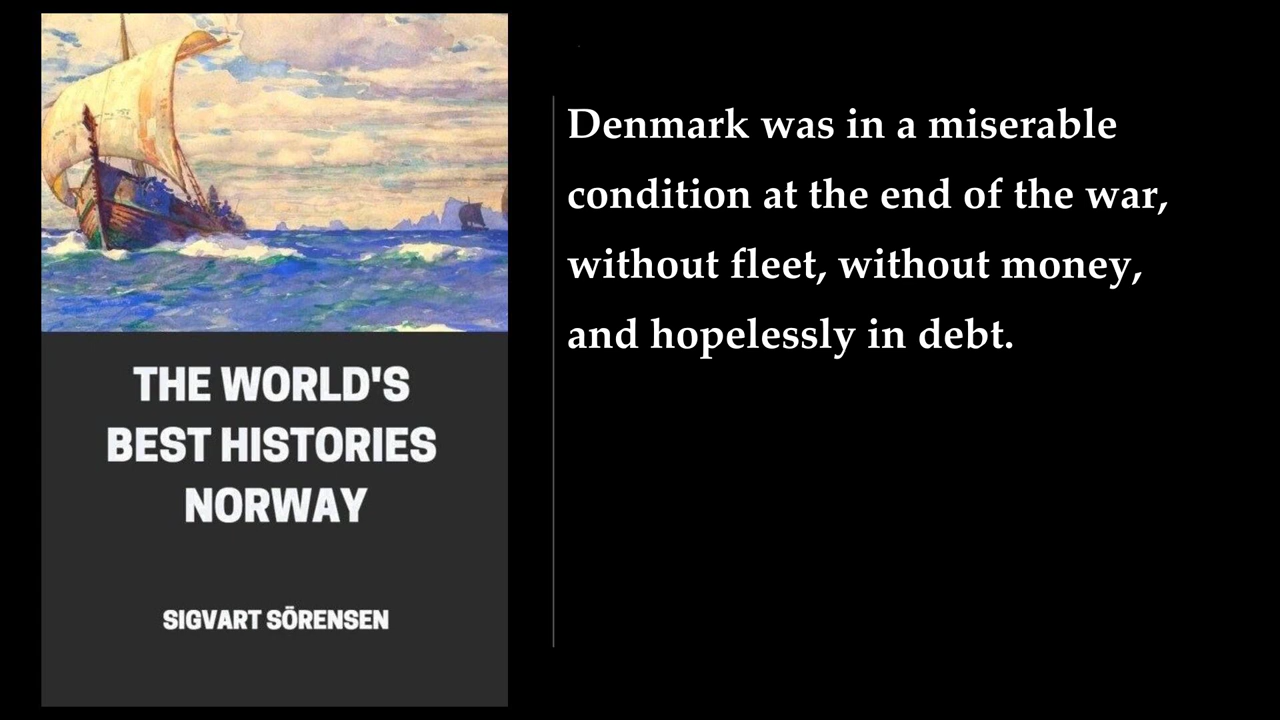 THE WORLD'S
BEST HISTORIES
NORWAY
SIGVART SÖRENSEN
Denmark was in a miserable
condition at the end of the war,
without fleet, without money,
and hopelessly in debt.